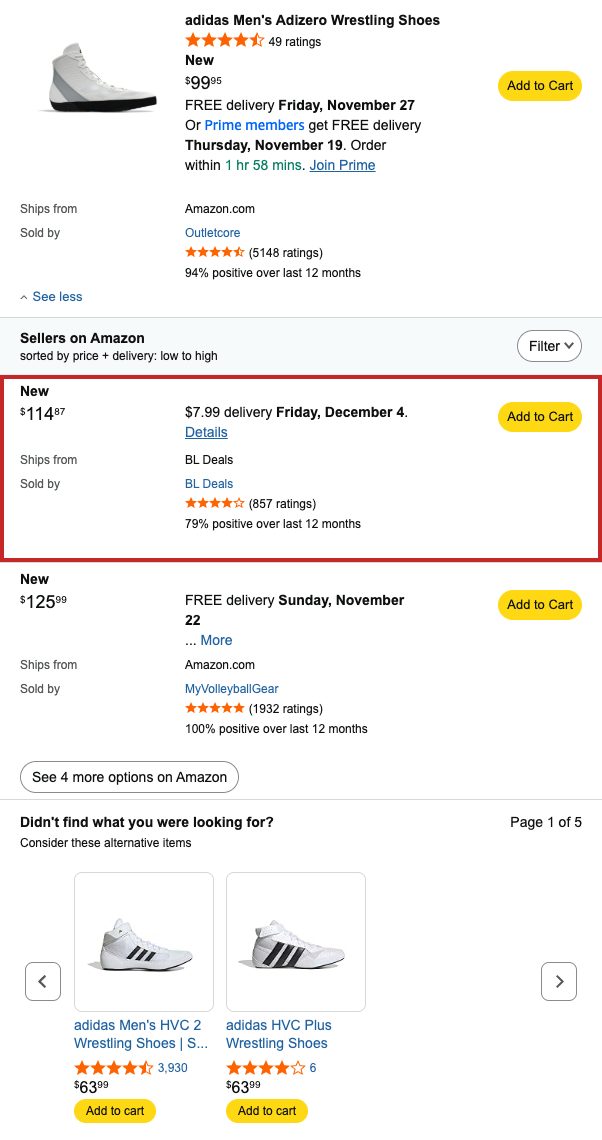 adidas Men's Adizero Wrestling Shoes
49 ratings
New
$99.95
Add to Cart
FREE delivery Friday, November 27
Or Prime members get FREE delivery
Thursday, November 19. Order
within 1 hr 58 mins. Join Prime
Ships from Amazon.com
Sold by Outletcore
(5148 ratings)
94% positive over last 12 months
See less
Sellers on Amazon
sorted by price + delivery: low to high
Filter
New
$114.87
$7.99 delivery Friday, December 4.
Add to Cart
Details
Ships from BL Deals
Sold by BL Deals
(857 ratings)
79% positive over last 12 months
New
$125.99
FREE delivery Sunday, November
22
Add to Cart
... More
Ships from Amazon.com
Sold by MyVolleyballGear
(1932 ratings)
100% positive over last 12 months
See 4 more options on Amazon
Didn't find what you were looking for? Page 1 of 5
Consider these alternative items
adidas Men's HVC 2
Wrestling Shoes | S...
3,930
$63.99
Add to cart
adidas HVC Plus
Wrestling Shoes
6
$63.99
Add to cart